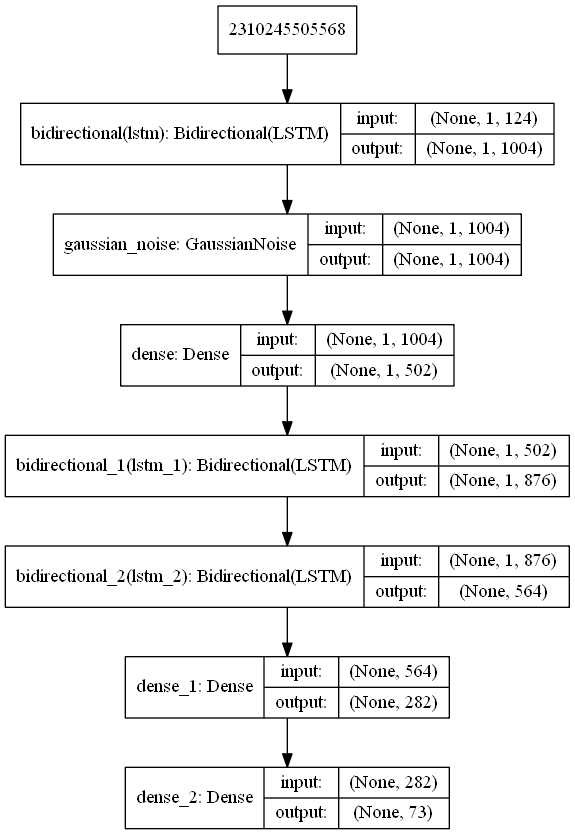 2310245505568
bidirectional(lstm): Bidirectional(LSTM)
input: (None, 1, 124)
output: (None, 1, 1004)
gaussian_noise: GaussianNoise
input: (None, 1, 1004)
output: (None, 1, 1004)
dense: Dense
input: (None, 1, 1004)
output: (None, 1, 502)
bidirectional_1(lstm_1): Bidirectional(LSTM)
input: (None, 1, 502)
output: (None, 1, 876)
bidirectional_2(lstm_2): Bidirectional(LSTM)
input: (None, 1, 876)
output: (None, 564)
dense_1: Dense
input: (None, 564)
output: (None, 282)
dense_2: Dense
input: (None, 282)
output: (None, 73)